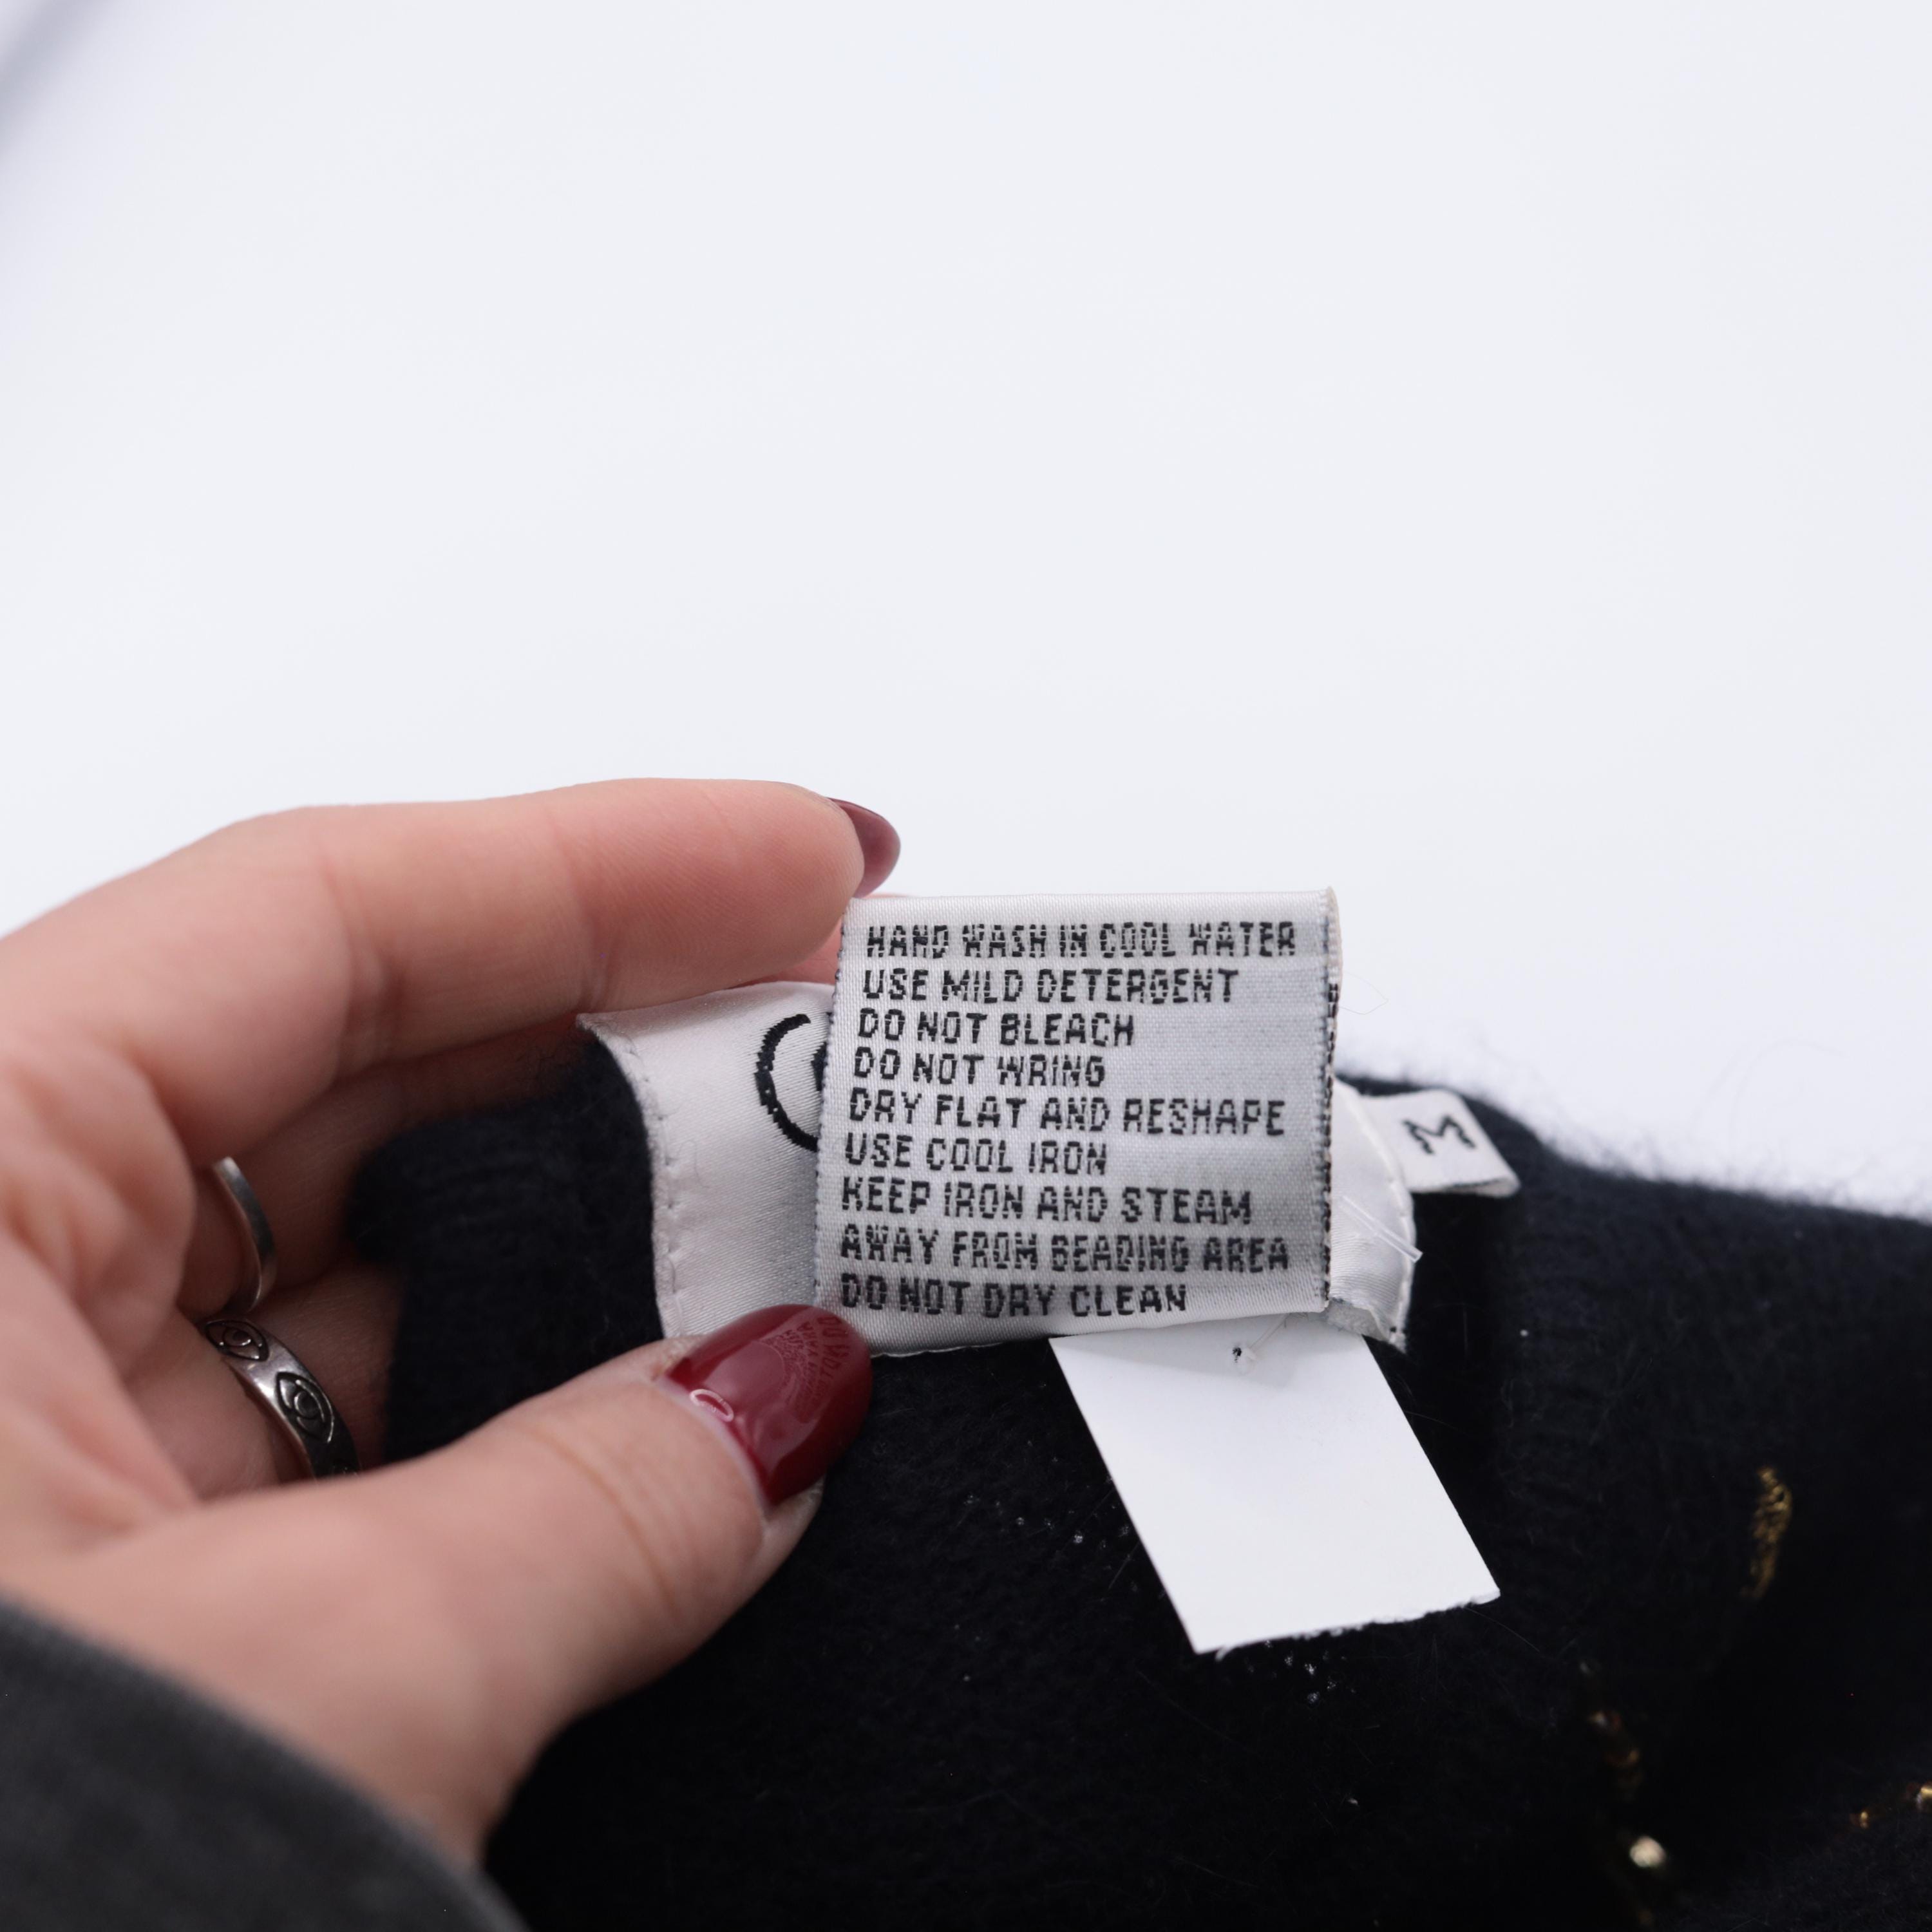 HAND WASH IN COOL WATER
USE MILD DETERGENT
DO NOT BLEACH
DO NOT WRING
DRY FLAT AND RESHAPE
USE COOL IRON
KEEP IRON AND STEAM
AWAY FROM BEADING AREA
DO NOT DRY CLEAN
M